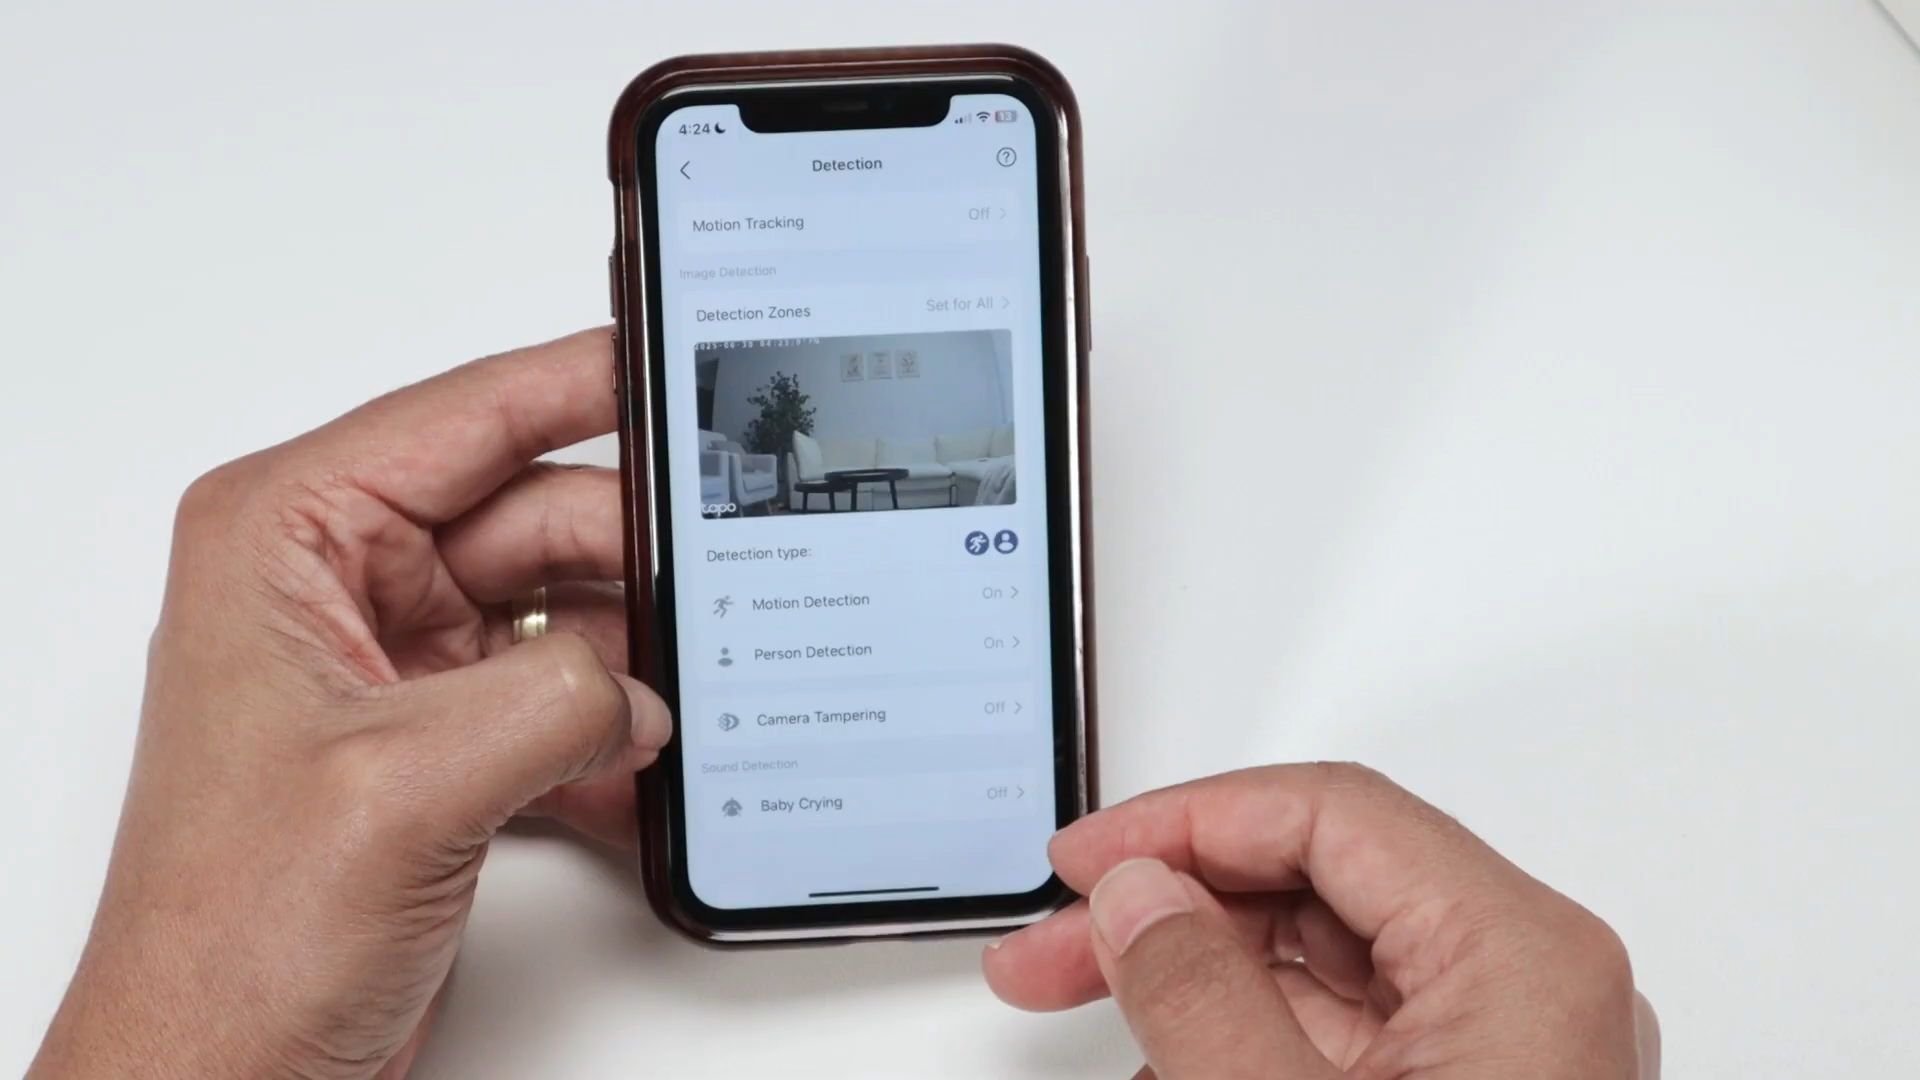 4:24
13
Detection
?
Motion Tracking Off
Image Detection
Detection Zones Set for All
tapo
Detection type:
Motion Detection On
Person Detection On
Camera Tampering Off
Sound Detection
Baby Crying Off